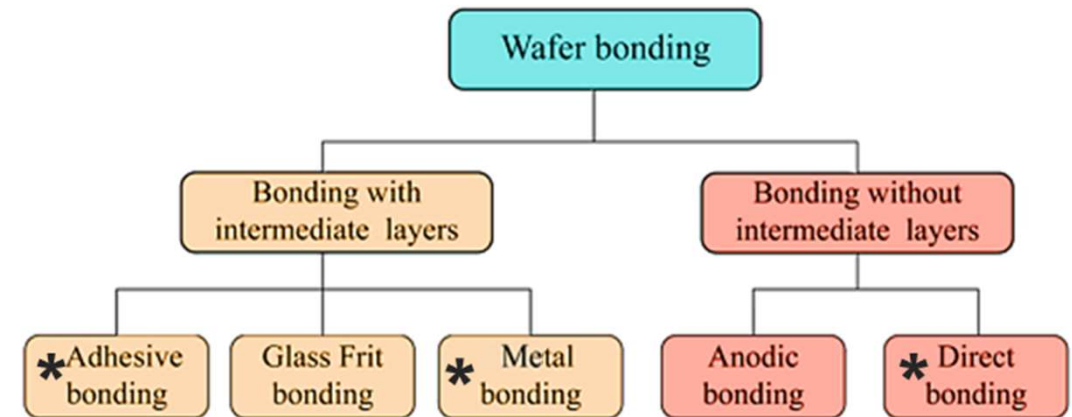 Wafer bonding
Bonding with
intermediate layers
Bonding without
intermediate layers
*Adhesive
bonding
Glass Frit
bonding
* Metal
bonding
Anodic
bonding
* Direct
bonding